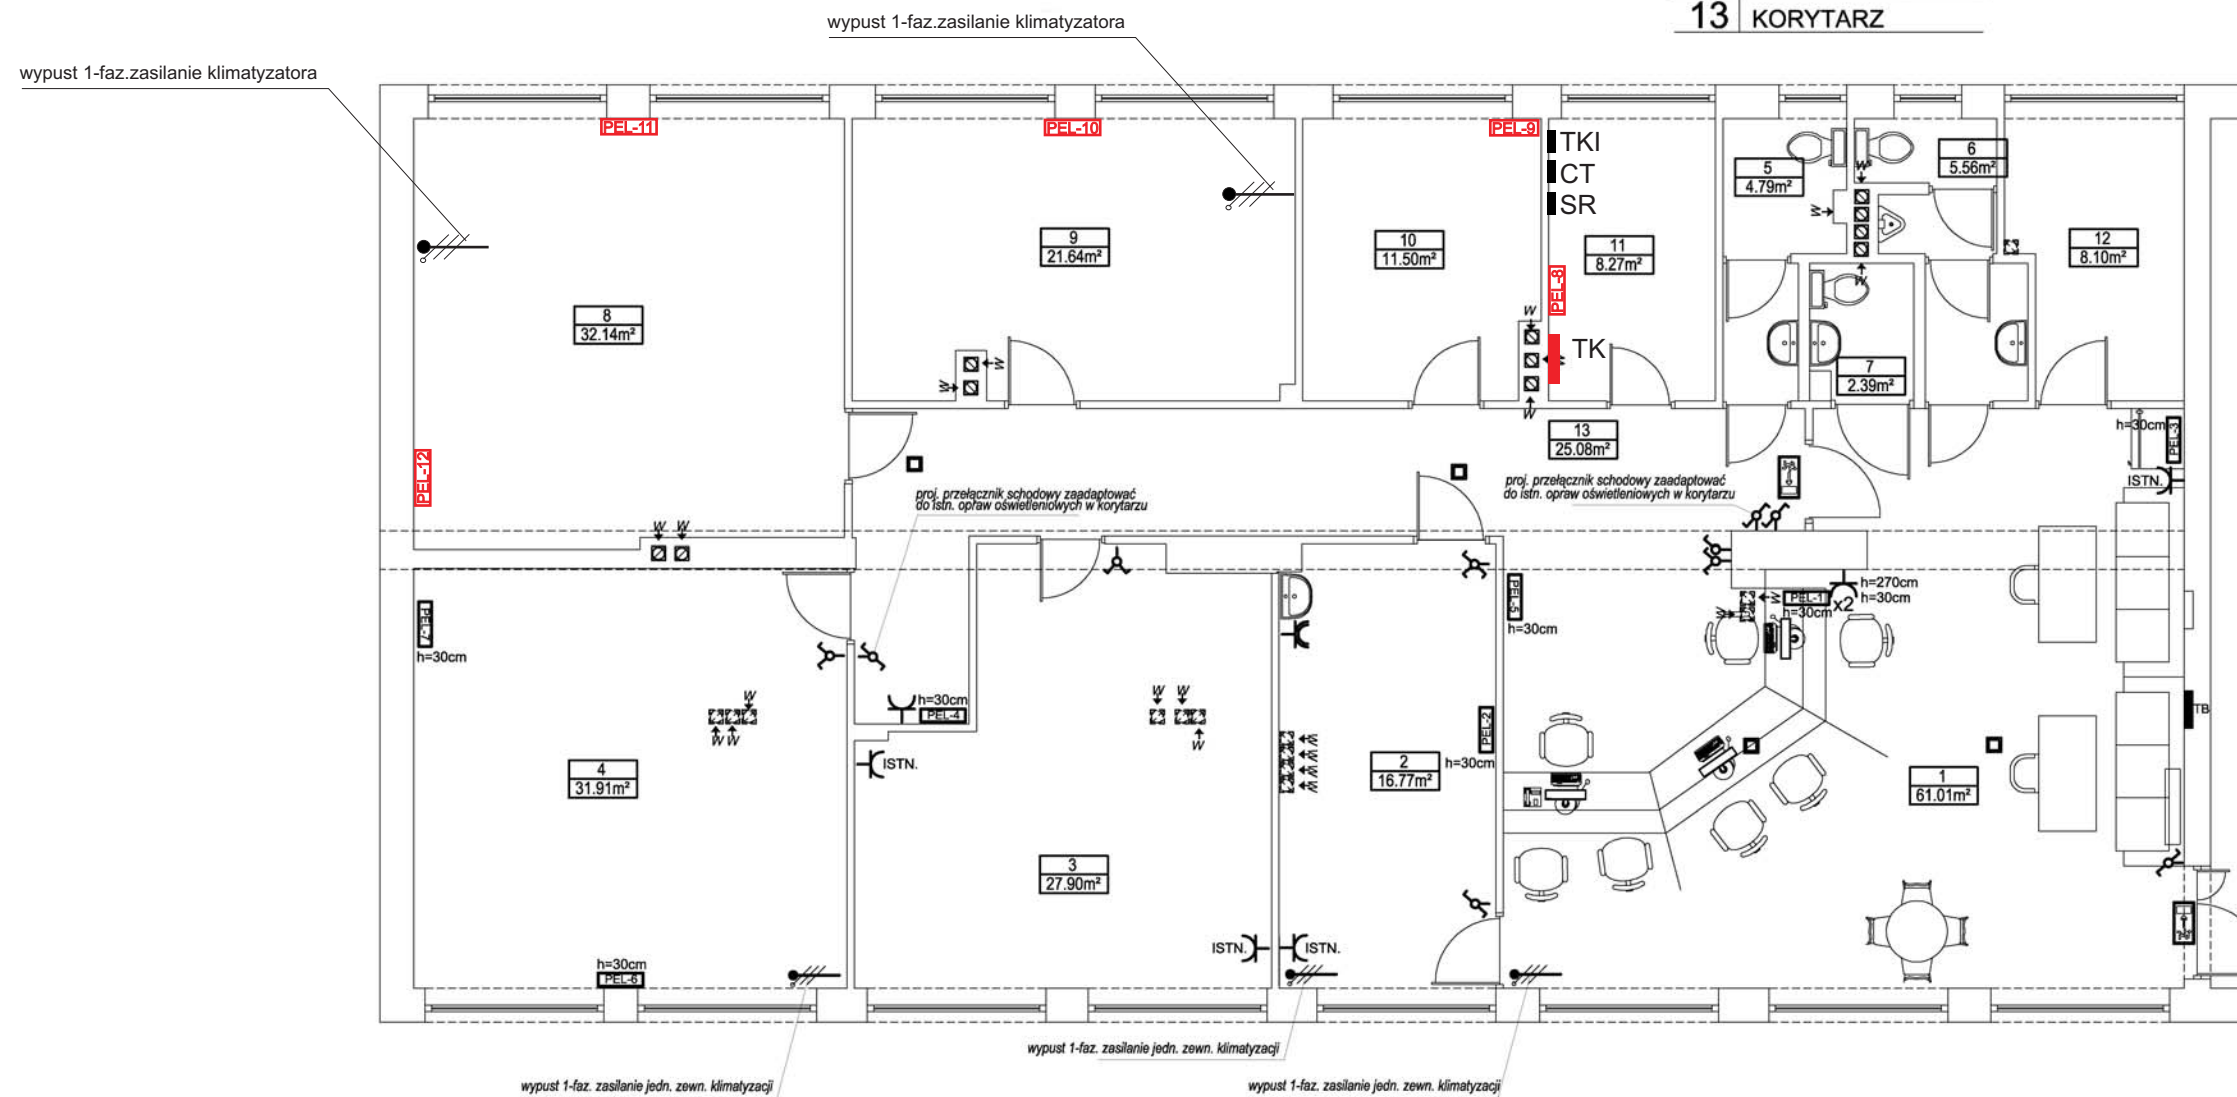 13 KORYTARZ
wypust 1-faz.zasilanie klimatyzatora
wypust 1-faz.zasilanie klimatyzatora
PEL-11
PEL-10
PEL-9
TKI
CT
SR
5
4.79m²
6
5.56m²
W
W
W
8
32.14m²
9
21.64m²
10
11.50m²
11
8.27m²
12
8.10m²
PEL-8
TK
W
W
W
W
W
7
2.39m²
PEL-12
13
25.08m²
h=30cm
PEL-3
ISTN.
proj. przełącznik schodowy zaadaptować
do istn. opraw oświetleniowych w korytarzu
proj. przełącznik schodowy zaadaptować
do istn. opraw oświetleniowych w korytarzu
W W
PEL-7
h=30cm
PEL-5
h=30cm
h=270cm
h=30cm
PEL-1
x2
h=30cm
W
W
W
W W
h=30cm
PEL-4
W W
W
ISTN.
PEL-2
h=30cm
W
W
W
W
TB
4
31.91m²
3
27.90m²
2
16.77m²
1
61.01m²
ISTN.
ISTN.
h=30cm
PEL-6
wypust 1-faz. zasilanie jedn. zewn. klimatyzacji
wypust 1-faz. zasilanie jedn. zewn. klimatyzacji
wypust 1-faz. zasilanie jedn. zewn. klimatyzacji